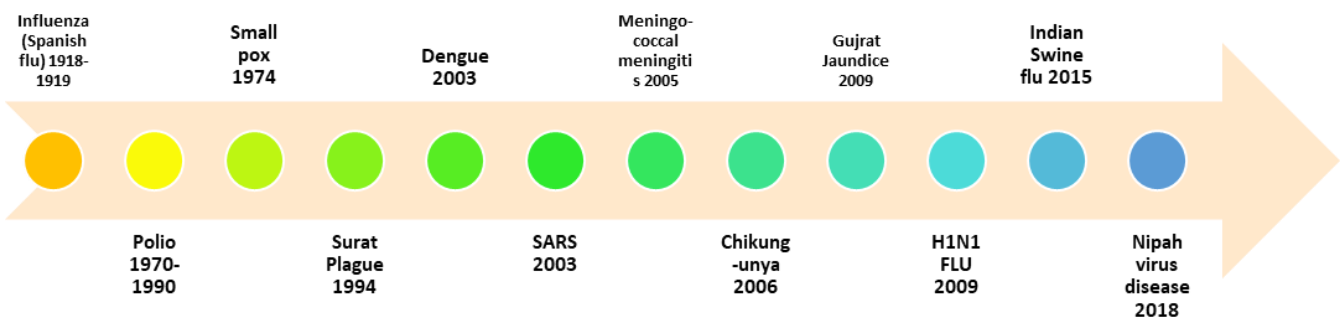 Influenza
(Spanish
flu) 1918-
1919
Polio
1970-
1990
Small
pox
1974
Surat
Plague
1994
Dengue
2003
SARS
2003
Meningo-
coccal
meningiti
s 2005
Chikung
-unya
2006
Gujrat
Jaundice
2009
H1N1
FLU
2009
Indian
Swine
flu 2015
Nipah
virus
disease
2018